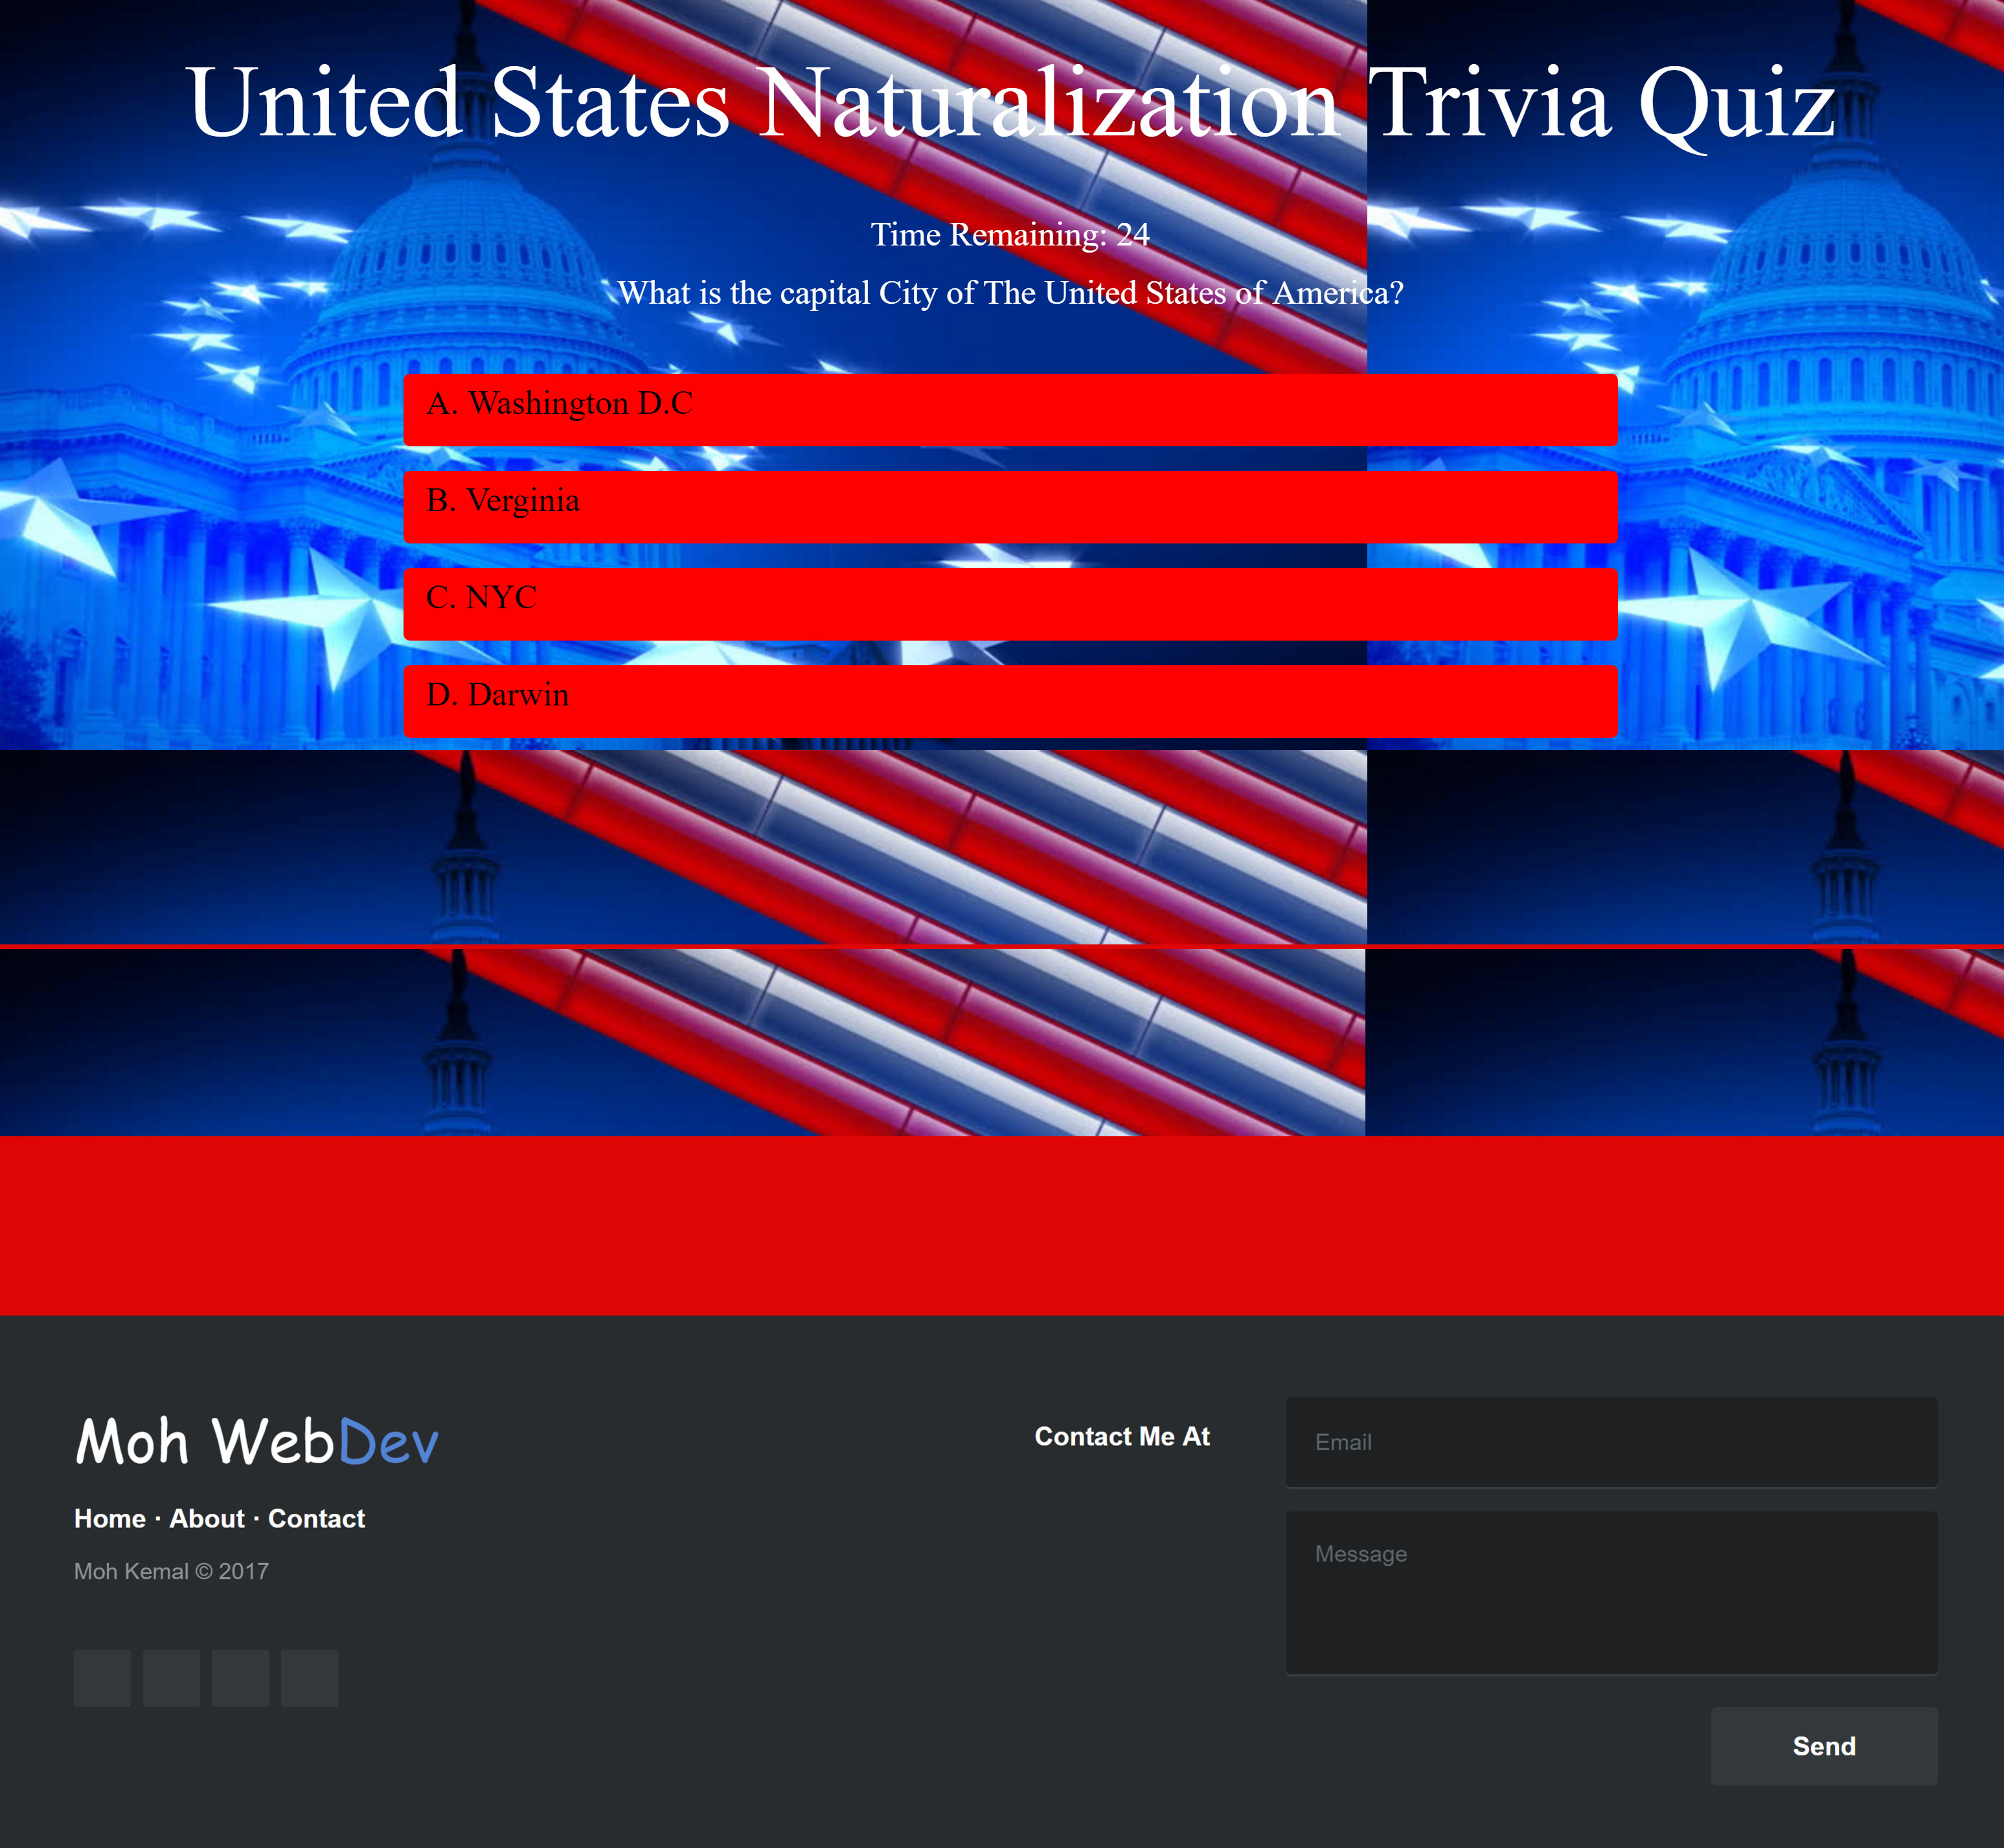 United States Naturalization Trivia Quiz
Time Remaining: 24
What is the capital City of The United States of America?
A. Washington D.C
B. Verginia
C. NYC
D. Darwin
Moh WebDev
Home · About · Contact
Moh Kemal © 2017
Contact Me At
Email
Message
Send